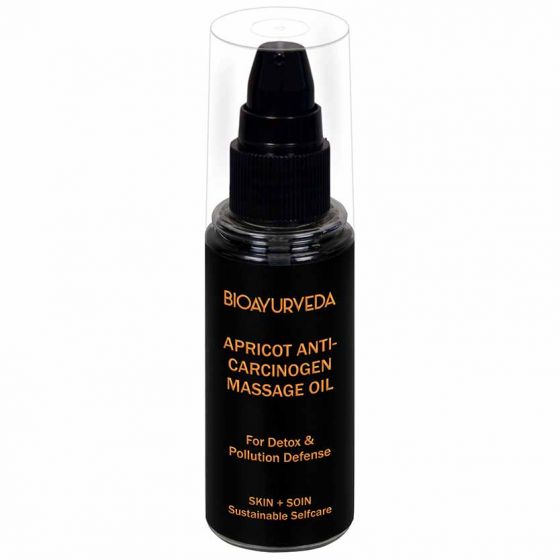 BIOAYURVEDA
APRICOT ANTI-
CARCINOGEN
MASSAGE OIL
For Detox &
Pollution Defense
SKIN + SOIN
Sustainable Selfcare